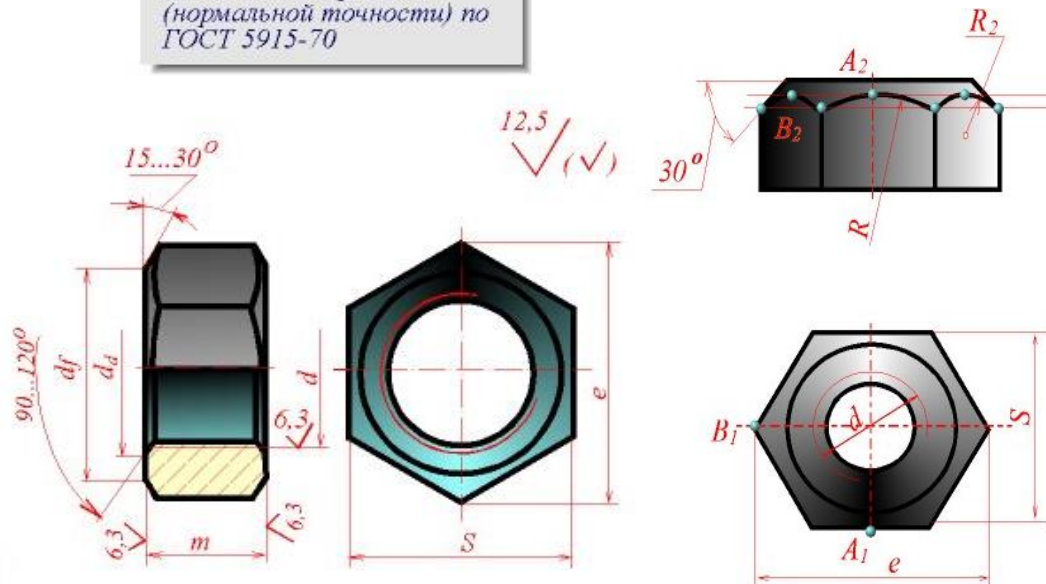 (нормальной точности) по
ГОСТ 5915-70
R2
A2
12,5
(√)
B2
15...30°
30°
R
90...120°
df
dd
d
6,3
e
B1
d
S
6,3
m
6,3
S
A1
e